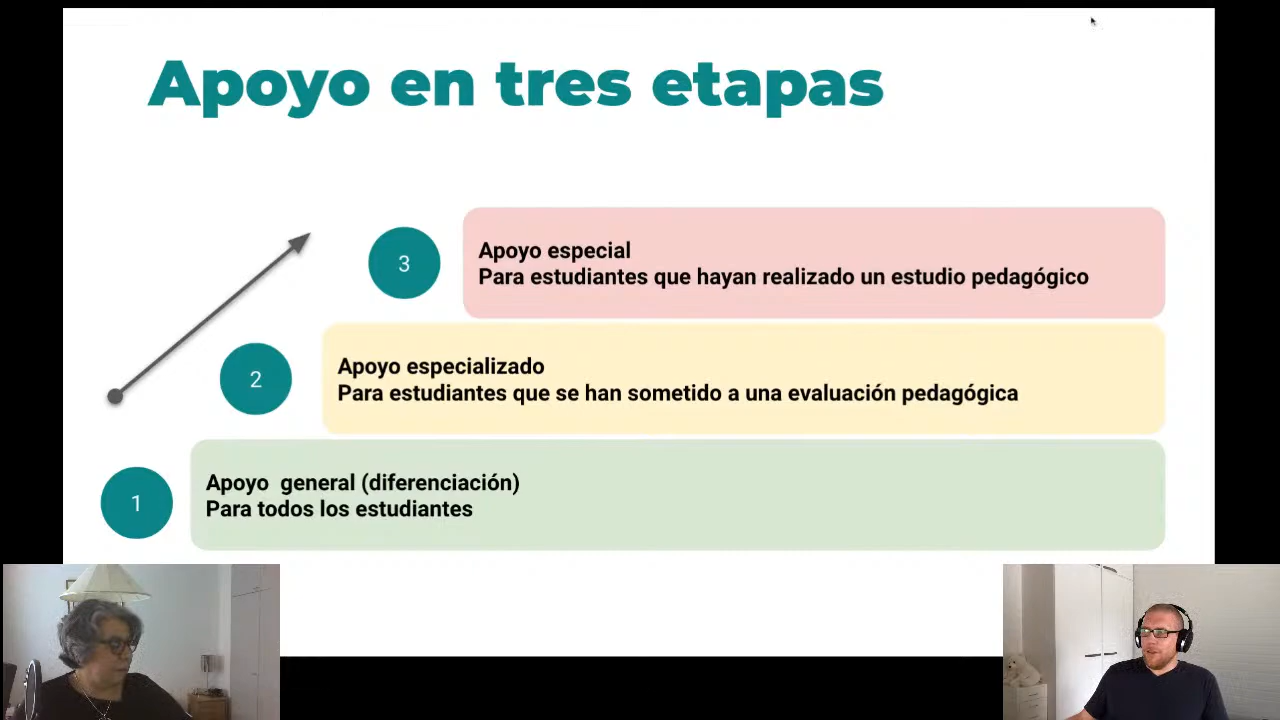 Apoyo en tres etapas
3
Apoyo especial
Para estudiantes que hayan realizado un estudio pedagógico
2
Apoyo especializado
Para estudiantes que se han sometido a una evaluación pedagógica
1
Apoyo general (diferenciación)
Para todos los estudiantes